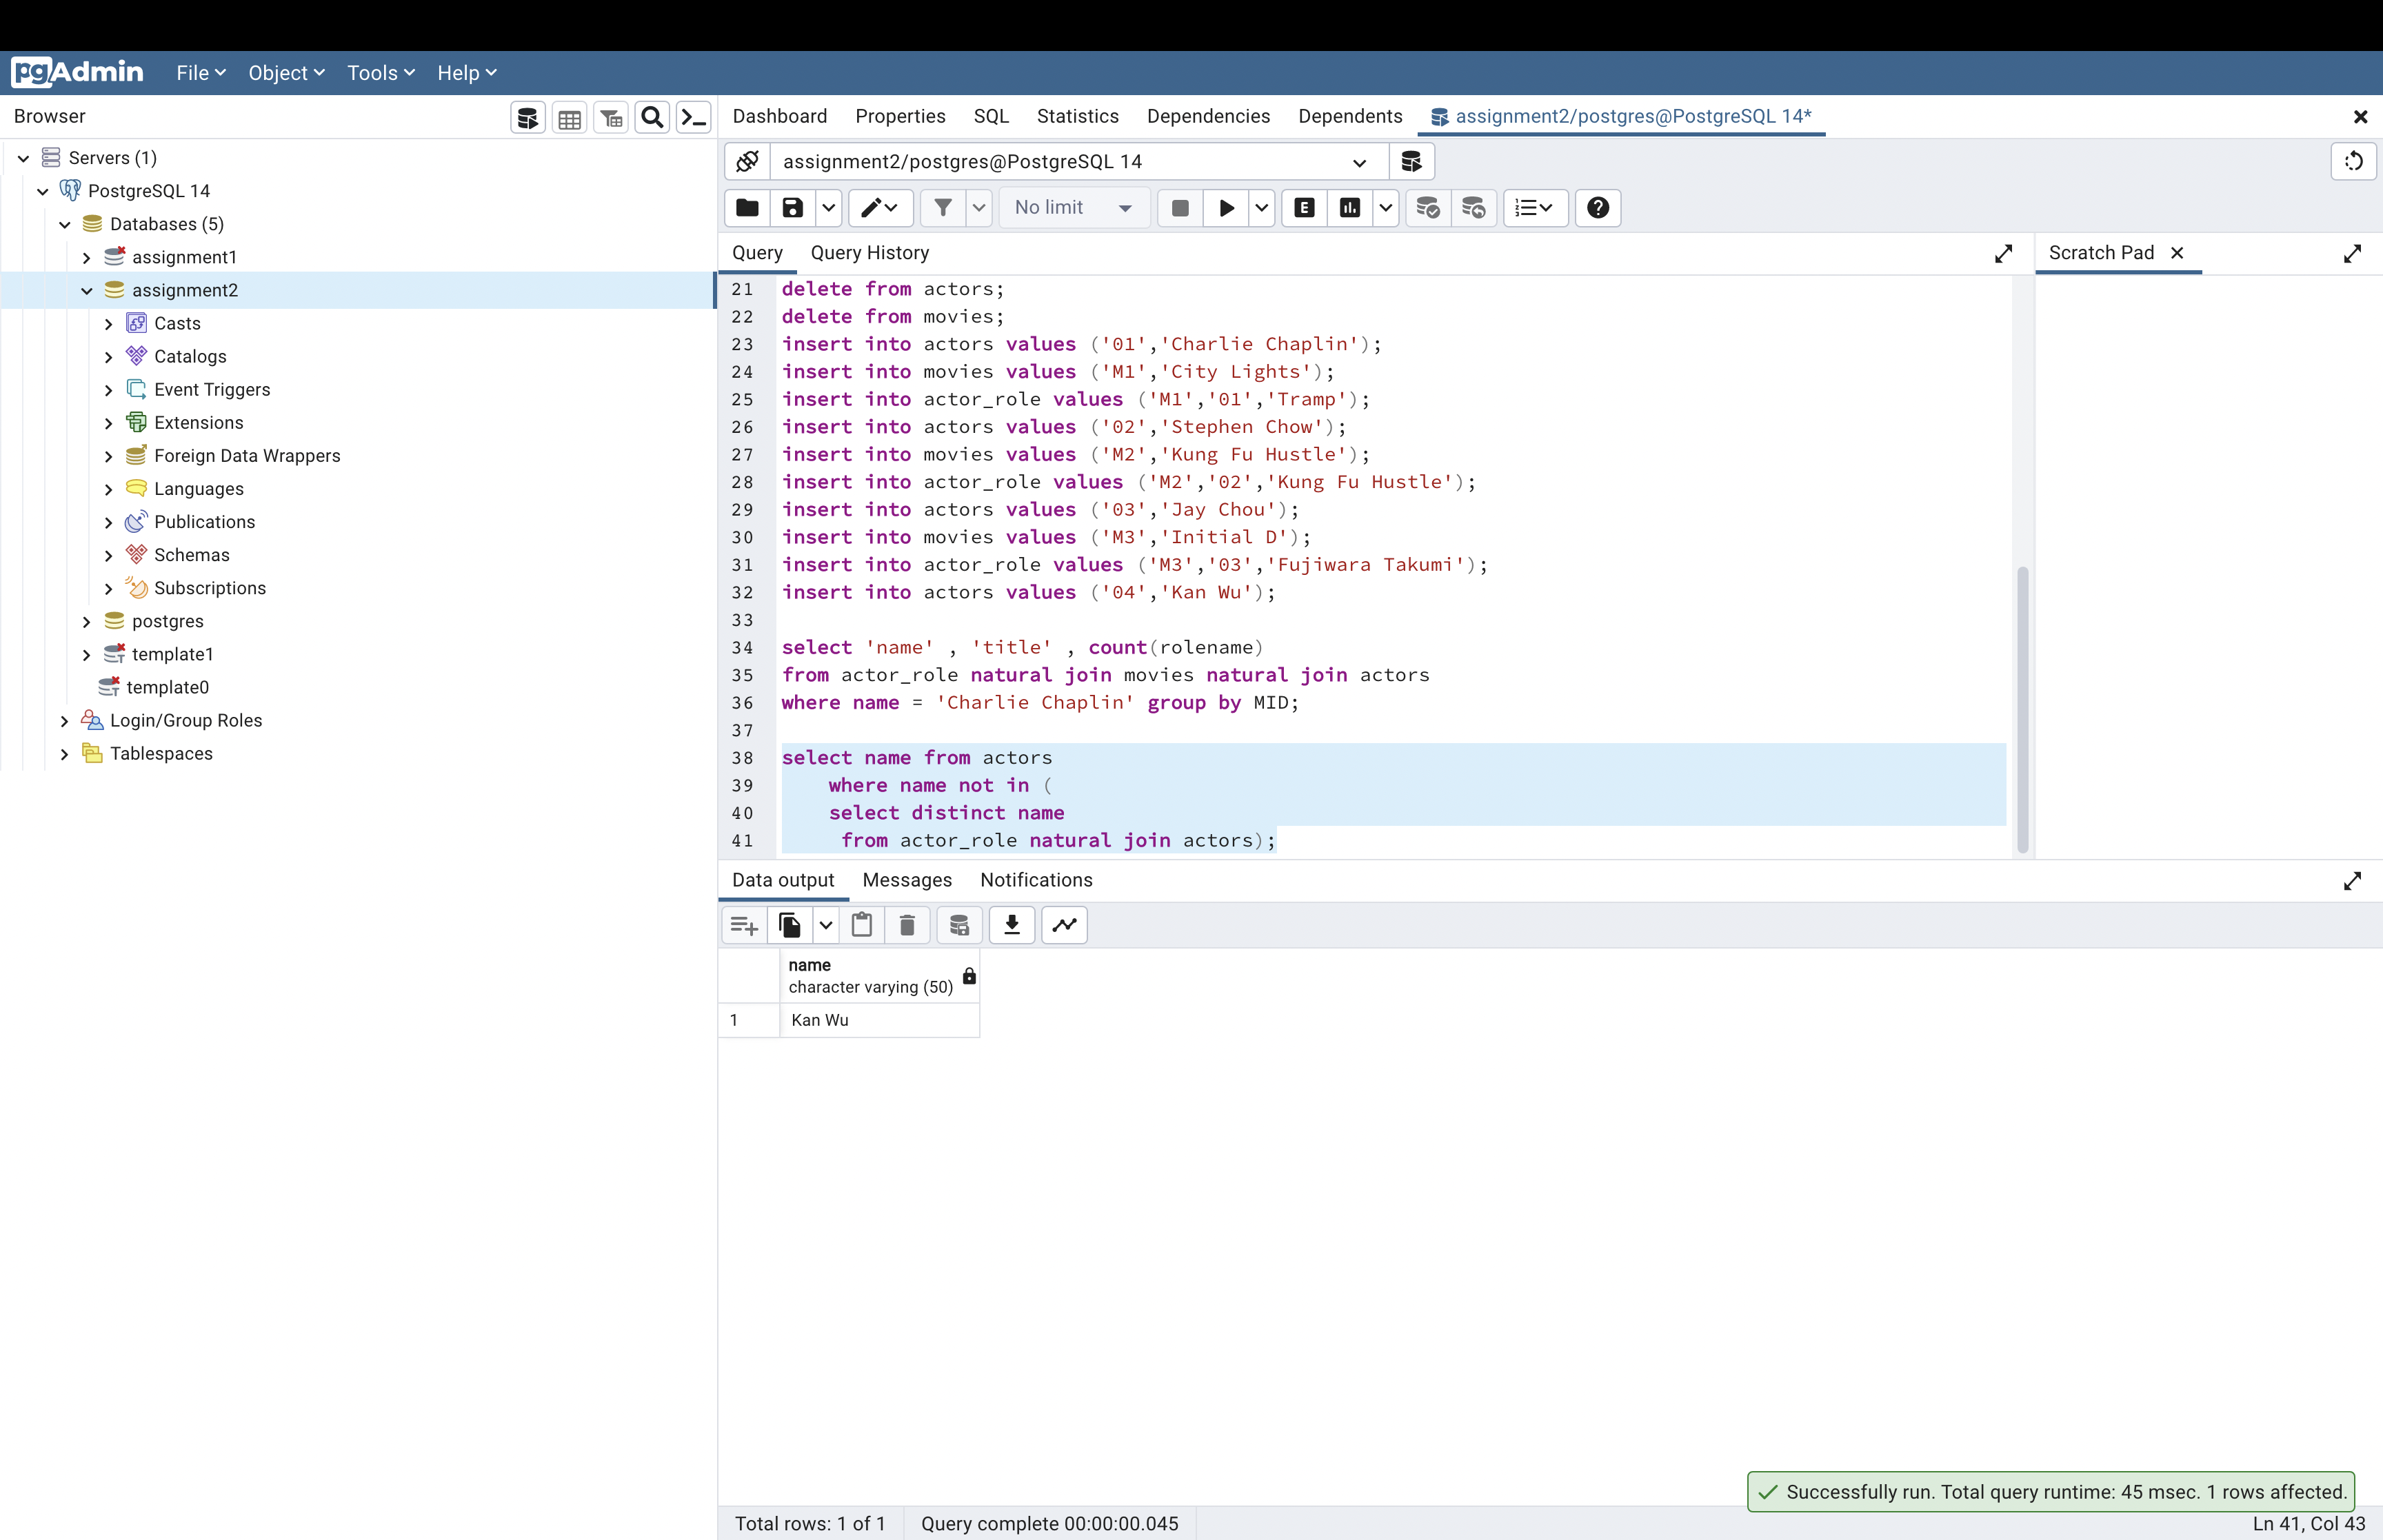 pgAdmin File Object Tools Help
Browser
Servers (1)
PostgreSQL 14
Databases (5)
assignment1
assignment2
Casts
Catalogs
Event Triggers
Extensions
Foreign Data Wrappers
Languages
Publications
Schemas
Subscriptions
postgres
template1
template0
Login/Group Roles
Tablespaces
Dashboard Properties SQL Statistics Dependencies Dependents assignment2/postgres@PostgreSQL 14*
assignment2/postgres@PostgreSQL 14
No limit E
Query Query History
Scratch Pad
21 delete from actors;
22 delete from movies;
23 insert into actors values ('01','Charlie Chaplin');
24 insert into movies values ('M1','City Lights');
25 insert into actor_role values ('M1','01','Tramp');
26 insert into actors values ('02','Stephen Chow');
27 insert into movies values ('M2','Kung Fu Hustle');
28 insert into actor_role values ('M2','02','Kung Fu Hustle');
29 insert into actors values ('03','Jay Chou');
30 insert into movies values ('M3','Initial D');
31 insert into actor_role values ('M3','03','Fujiwara Takumi');
32 insert into actors values ('04','Kan Wu');
33
34 select 'name' , 'title' , count(rolename)
35 from actor_role natural join movies natural join actors
36 where name = 'Charlie Chaplin' group by MID;
37
38 select name from actors
39 where name not in (
40 select distinct name
41 from actor_role natural join actors);
Data output Messages Notifications
name
character varying (50)
1 Kan Wu
Successfully run. Total query runtime: 45 msec. 1 rows affected.
Total rows: 1 of 1 Query complete 00:00:00.045 Ln 41, Col 43